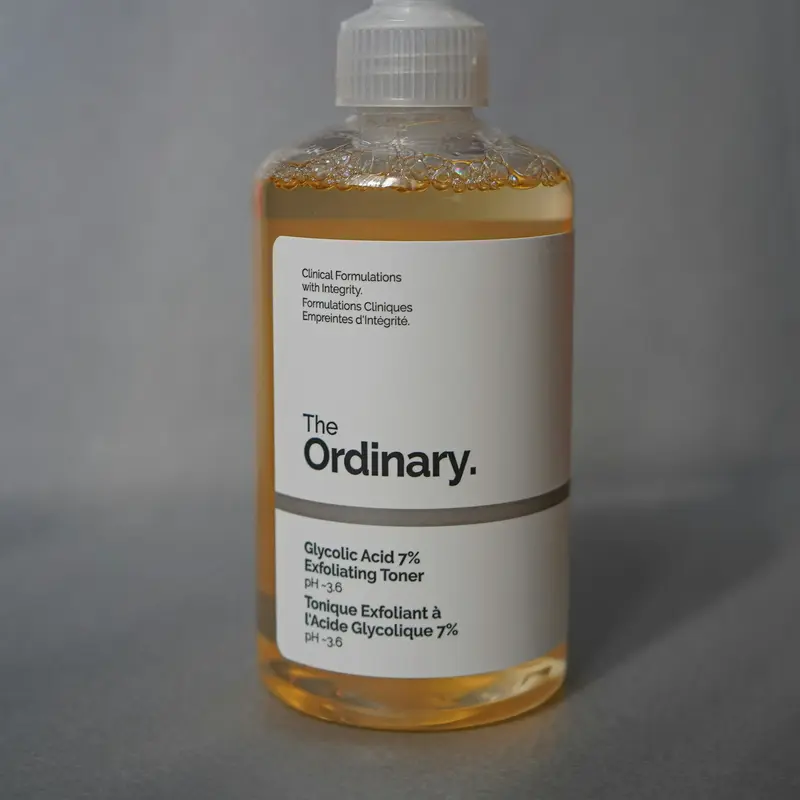 Clinical Formulations
with Integrity.
Formulations Cliniques
Empreintes d'Intégrité.
The
Ordinary.
Glycolic Acid 7%
Exfoliating Toner
pH ~3.6
Tonique Exfoliant à
l'Acide Glycolique 7%
pH ~3.6